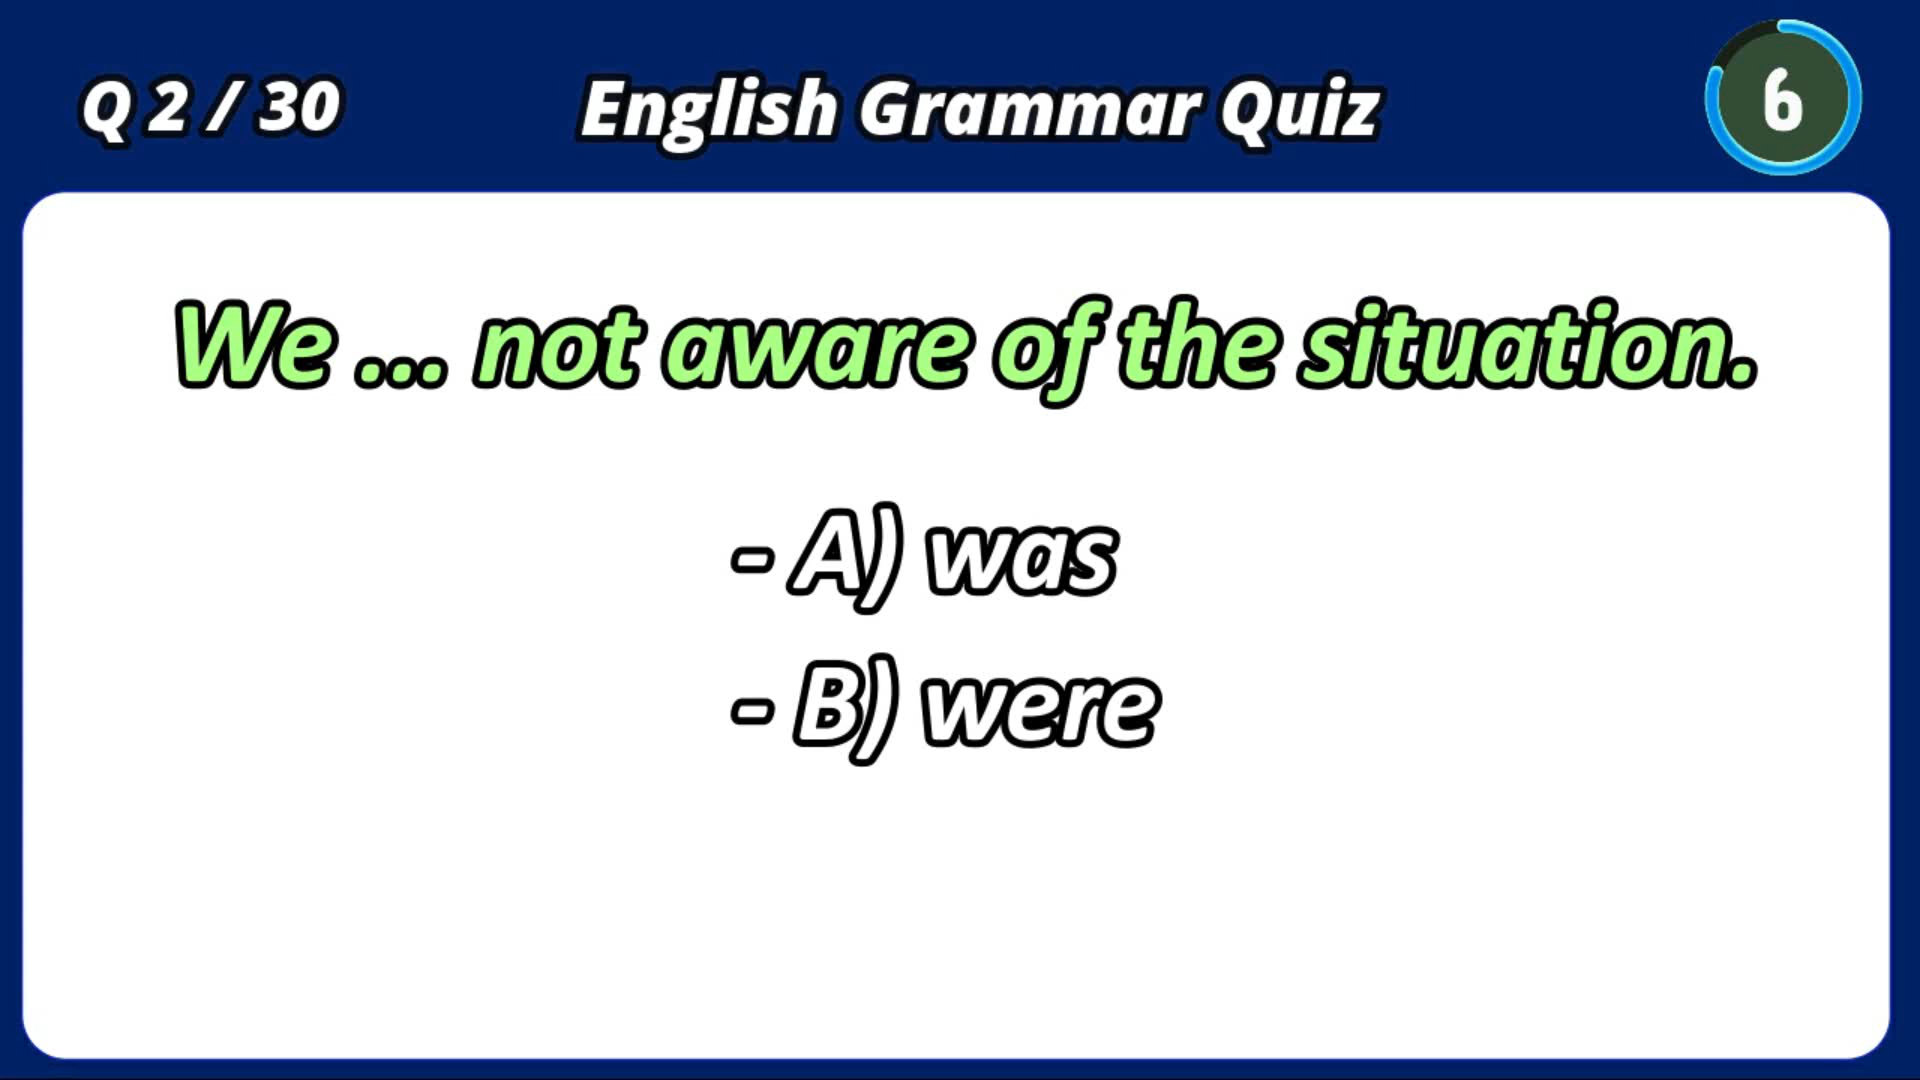 Q 2 / 30
English Grammar Quiz
6
We ... not aware of the situation.
- A) was
- B) were